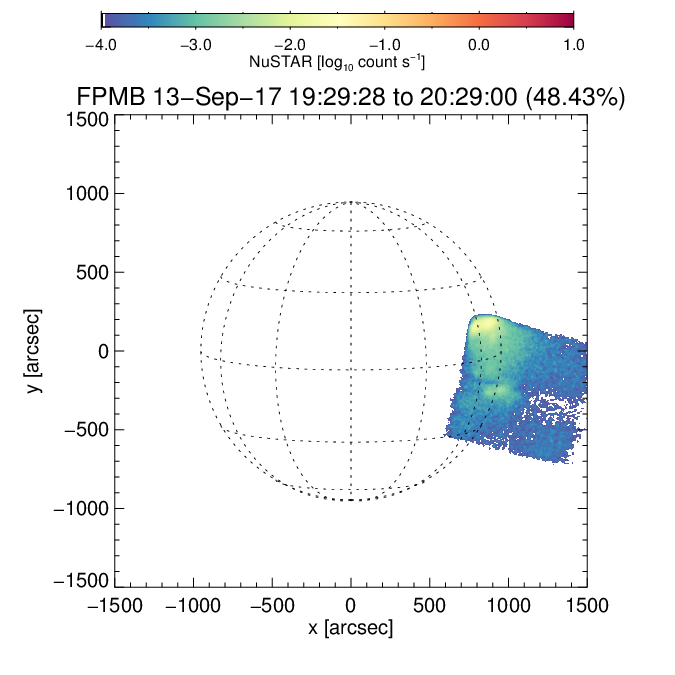 −4.0 −3.0 −2.0 −1.0 0.0 1.0
NuSTAR [log10 count s−1]
FPMB 13−Sep−17 19:29:28 to 20:29:00 (48.43%)
1500
1000
500
0
−500
−1000
−1500
y [arcsec]
−1500 −1000 −500 0 500 1000 1500
x [arcsec]